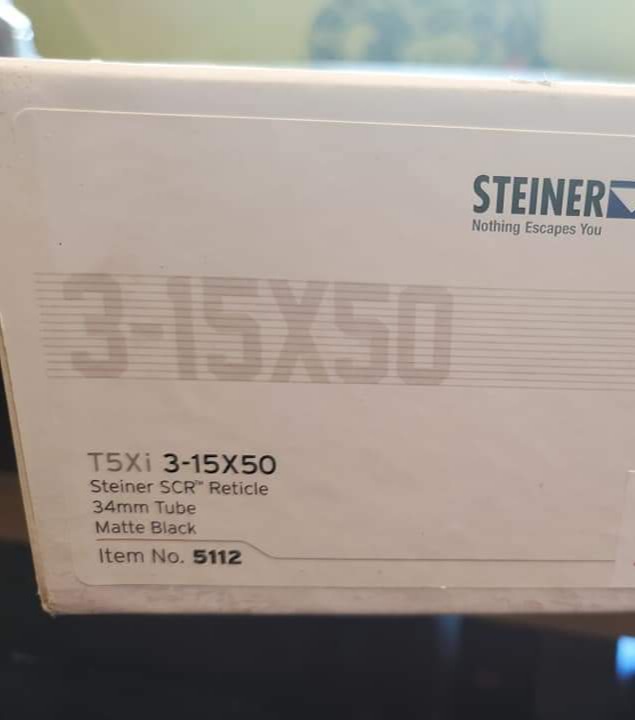 STEINER
Nothing Escapes You
3-15X50
T5Xi 3-15X50
Steiner SCR™ Reticle
34mm Tube
Matte Black
Item No. 5112